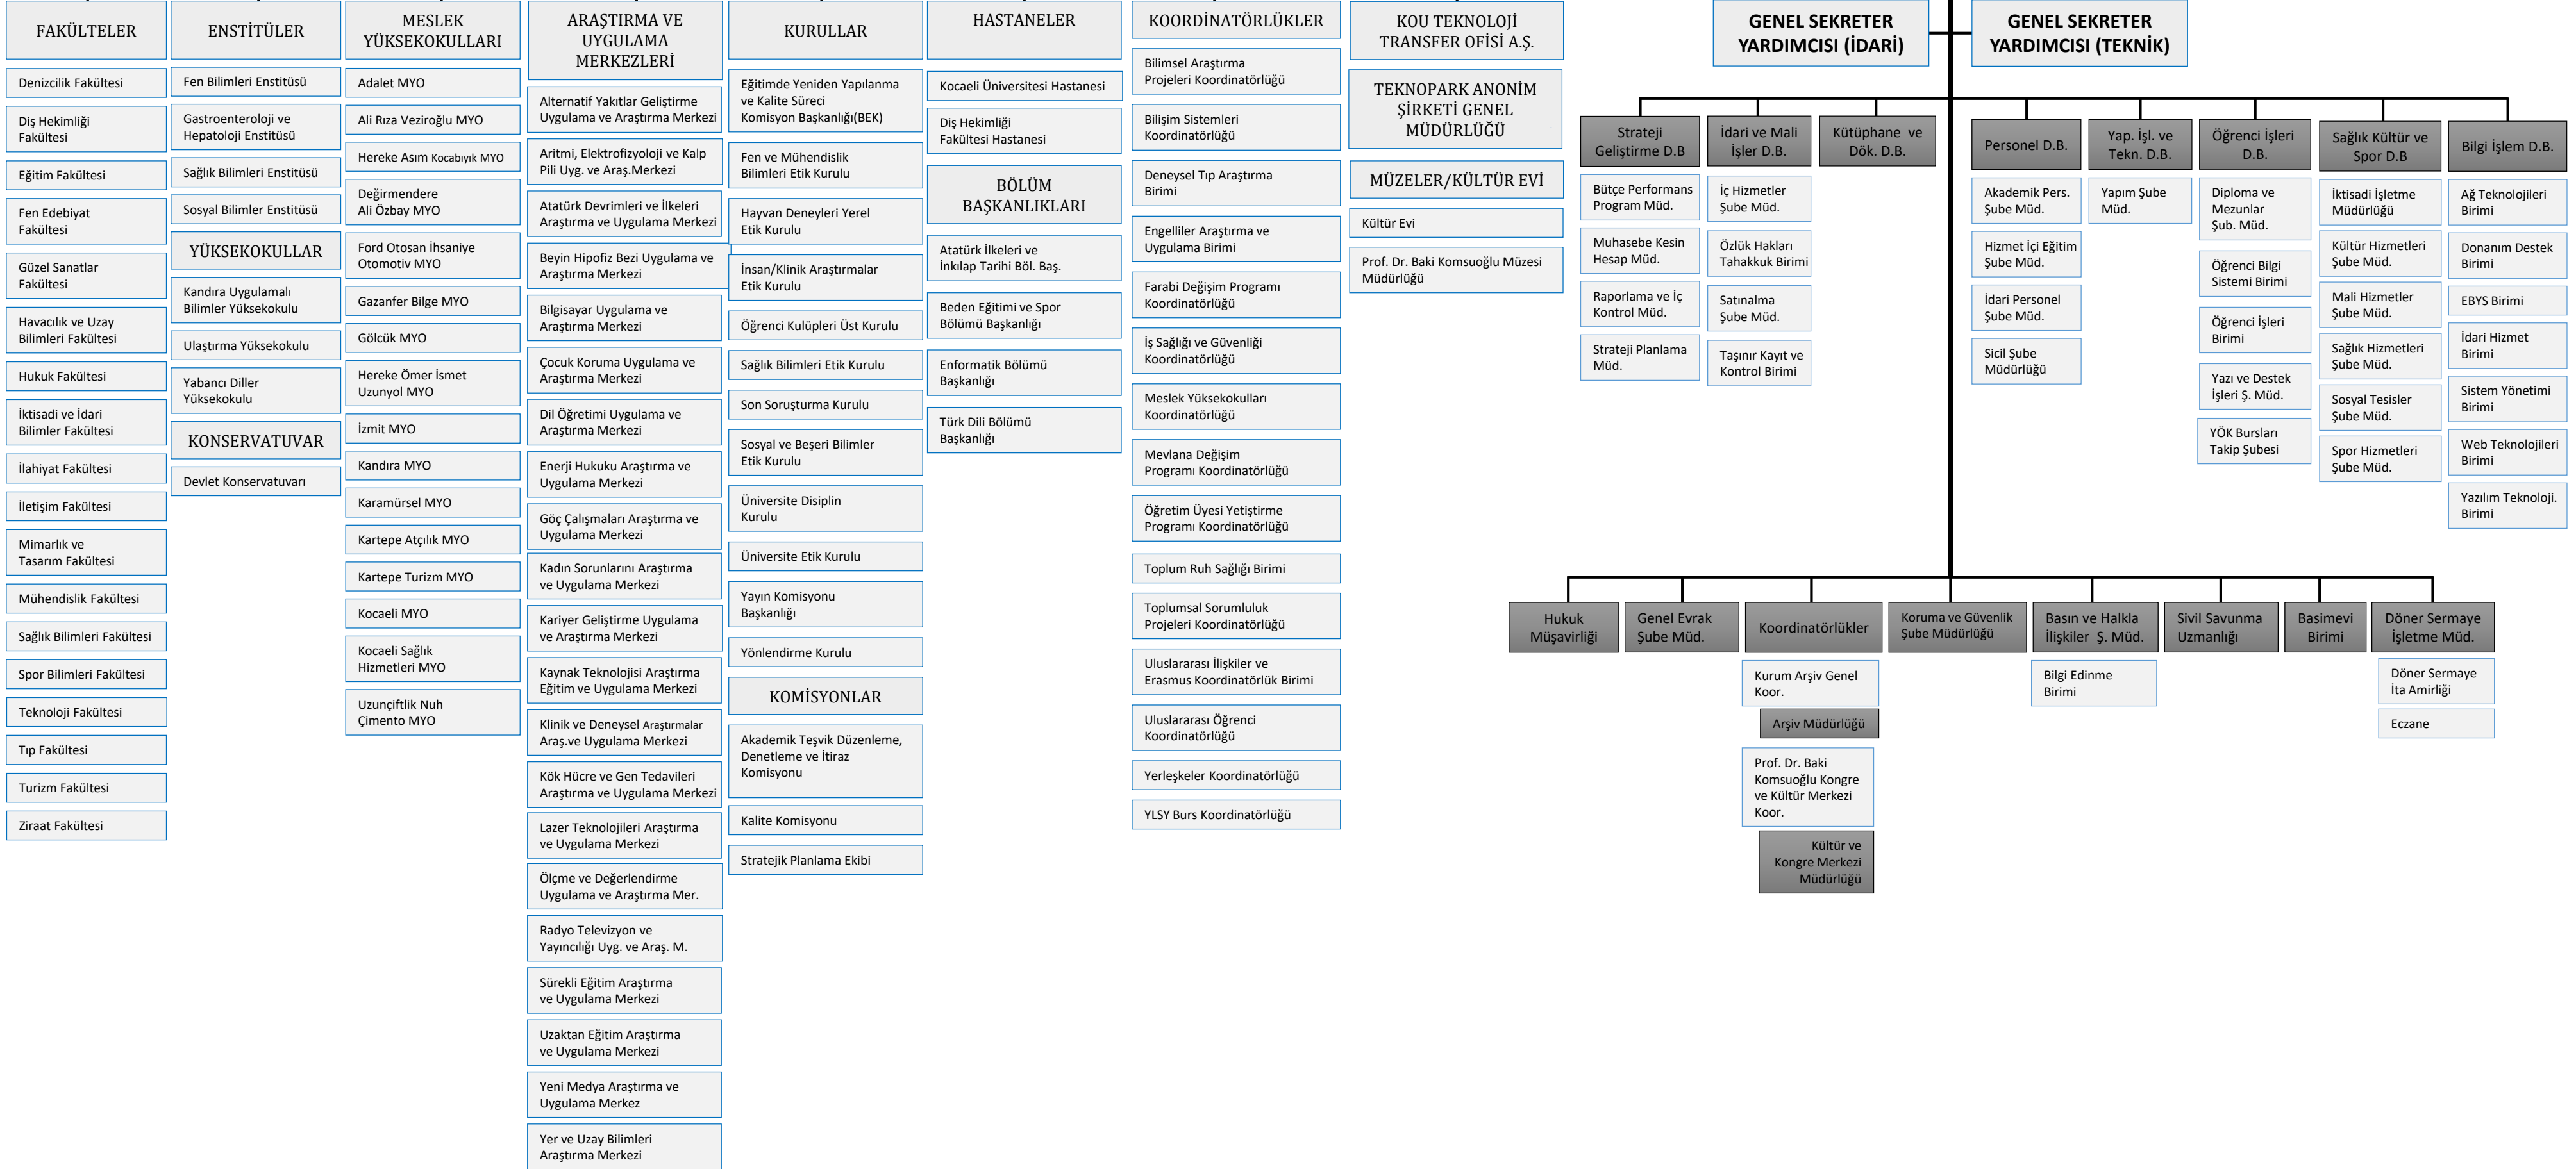 FAKÜLTELER
Denizcilik Fakültesi
Diş Hekimliği
Fakültesi
Eğitim Fakültesi
Fen Edebiyat
Fakültesi
Güzel Sanatlar
Fakültesi
Havacılık ve Uzay
Bilimleri Fakültesi
Hukuk Fakültesi
İktisadi ve İdari
Bilimler Fakültesi
İlahiyat Fakültesi
İletişim Fakültesi
Mimarlık ve
Tasarım Fakültesi
Mühendislik Fakültesi
Sağlık Bilimleri Fakültesi
Spor Bilimleri Fakültesi
Teknoloji Fakültesi
Tıp Fakültesi
Turizm Fakültesi
Ziraat Fakültesi
ENSTİTÜLER
Fen Bilimleri Enstitüsü
Gastroenteroloji ve
Hepatoloji Enstitüsü
Sağlık Bilimleri Enstitüsü
Sosyal Bilimler Enstitüsü
YÜKSEKOKULLAR
Kandıra Uygulamalı
Bilimler Yüksekokulu
Ulaştırma Yüksekokulu
Yabancı Diller
Yüksekokulu
KONSERVATUVAR
Devlet Konservatuvarı
MESLEK
YÜKSEKOKULLARI
Adalet MYO
Ali Rıza Veziroğlu MYO
Hereke Asım Kocabıyık MYO
Değirmendere
Ali Özbay MYO
Ford Otosan İhsaniye
Otomotiv MYO
Gazanfer Bilge MYO
Gölcük MYO
Hereke Ömer İsmet
Uzunyol MYO
İzmit MYO
Kandıra MYO
Karamürsel MYO
Kartepe Atçılık MYO
Kartepe Turizm MYO
Kocaeli MYO
Kocaeli Sağlık
Hizmetleri MYO
Uzunçiftlik Nuh
Çimento MYO
ARAŞTIRMA VE
UYGULAMA
MERKEZLERİ
Alternatif Yakıtlar Geliştirme
Uygulama ve Araştırma Merkezi
Aritmi, Elektrofizyoloji ve Kalp
Pili Uyg. ve Araş.Merkezi
Atatürk Devrimleri ve İlkeleri
Araştırma ve Uygulama Merkezi
Beyin Hipofiz Bezi Uygulama ve
Araştırma Merkezi
Bilgisayar Uygulama ve
Araştırma Merkezi
Çocuk Koruma Uygulama ve
Araştırma Merkezi
Dil Öğretimi Uygulama ve
Araştırma Merkezi
Enerji Hukuku Araştırma ve
Uygulama Merkezi
Göç Çalışmaları Araştırma ve
Uygulama Merkezi
Kadın Sorunlarını Araştırma
ve Uygulama Merkezi
Kariyer Geliştirme Uygulama
ve Araştırma Merkezi
Kaynak Teknolojisi Araştırma
Eğitim ve Uygulama Merkezi
Klinik ve Deneysel Araştırmalar
Araş.ve Uygulama Merkezi
Kök Hücre ve Gen Tedavileri
Araştırma ve Uygulama Merkezi
Lazer Teknolojileri Araştırma
ve Uygulama Merkezi
Ölçme ve Değerlendirme
Uygulama ve Araştırma Mer.
Radyo Televizyon ve
Yayıncılığı Uyg. ve Araş. M.
Sürekli Eğitim Araştırma
ve Uygulama Merkezi
Uzaktan Eğitim Araştırma
ve Uygulama Merkezi
Yeni Medya Araştırma ve
Uygulama Merkez
Yer ve Uzay Bilimleri
Araştırma Merkezi
KURULLAR
Eğitimde Yeniden Yapılanma
ve Kalite Süreci
Komisyon Başkanlığı(BEK)
Fen ve Mühendislik
Bilimleri Etik Kurulu
Hayvan Deneyleri Yerel
Etik Kurulu
İnsan/Klinik Araştırmalar
Etik Kurulu
Öğrenci Kulüpleri Üst Kurulu
Sağlık Bilimleri Etik Kurulu
Son Soruşturma Kurulu
Sosyal ve Beşeri Bilimler
Etik Kurulu
Üniversite Disiplin
Kurulu
Üniversite Etik Kurulu
Yayın Komisyonu
Başkanlığı
Yönlendirme Kurulu
KOMİSYONLAR
Akademik Teşvik Düzenleme,
Denetleme ve İtiraz
Komisyonu
Kalite Komisyonu
Stratejik Planlama Ekibi
HASTANELER
Kocaeli Üniversitesi Hastanesi
Diş Hekimliği
Fakültesi Hastanesi
BÖLÜM
BAŞKANLIKLARI
Atatürk İlkeleri ve
İnkılap Tarihi Böl. Baş.
Beden Eğitimi ve Spor
Bölümü Başkanlığı
Enformatik Bölümü
Başkanlığı
Türk Dili Bölümü
Başkanlığı
KOORDİNATÖRLÜKLER
Bilimsel Araştırma
Projeleri Koordinatörlüğü
Bilişim Sistemleri
Koordinatörlüğü
Deneysel Tıp Araştırma
Birimi
Engelliler Araştırma ve
Uygulama Birimi
Farabi Değişim Programı
Koordinatörlüğü
İş Sağlığı ve Güvenliği
Koordinatörlüğü
Meslek Yüksekokulları
Koordinatörlüğü
Mevlana Değişim
Programı Koordinatörlüğü
Öğretim Üyesi Yetiştirme
Programı Koordinatörlüğü
Toplum Ruh Sağlığı Birimi
Toplumsal Sorumluluk
Projeleri Koordinatörlüğü
Uluslararası İlişkiler ve
Erasmus Koordinatörlük Birimi
Uluslararası Öğrenci
Koordinatörlüğü
Yerleşkeler Koordinatörlüğü
YLSY Burs Koordinatörlüğü
KOU TEKNOLOJİ
TRANSFER OFİSİ A.Ş.
TEKNOPARK ANONİM
ŞİRKETİ GENEL
MÜDÜRLÜĞÜ
MÜZELER/KÜLTÜR EVİ
Kültür Evi
Prof. Dr. Baki Komsuoğlu Müzesi
Müdürlüğü
GENEL SEKRETER
YARDIMCISI (İDARİ)
GENEL SEKRETER
YARDIMCISI (TEKNİK)
Strateji
Geliştirme D.B
Bütçe Performans
Program Müd.
Muhasebe Kesin
Hesap Müd.
Raporlama ve İç
Kontrol Müd.
Strateji Planlama
Müd.
İdari ve Mali
İşler D.B.
İç Hizmetler
Şube Müd.
Özlük Hakları
Tahakkuk Birimi
Satınalma
Şube Müd.
Taşınır Kayıt ve
Kontrol Birimi
Kütüphane ve
Dök. D.B.
Personel D.B.
Akademik Pers.
Şube Müd.
Hizmet İçi Eğitim
Şube Müd.
İdari Personel
Şube Müd.
Sicil Şube
Müdürlüğü
Yap. İşl. ve
Tekn. D.B.
Yapım Şube
Müd.
Öğrenci İşleri
D.B.
Diploma ve
Mezunlar
Şub. Müd.
Öğrenci Bilgi
Sistemi Birimi
Öğrenci İşleri
Birimi
Yazı ve Destek
İşleri Ş. Müd.
YÖK Bursları
Takip Şubesi
Sağlık Kültür ve
Spor D.B
İktisadi İşletme
Müdürlüğü
Kültür Hizmetleri
Şube Müd.
Mali Hizmetler
Şube Müd.
Sağlık Hizmetleri
Şube Müd.
Sosyal Tesisler
Şube Müd.
Spor Hizmetleri
Şube Müd.
Bilgi İşlem D.B.
Ağ Teknolojileri
Birimi
Donanım Destek
Birimi
EBYS Birimi
İdari Hizmet
Birimi
Sistem Yönetimi
Birimi
Web Teknolojileri
Birimi
Yazılım Teknoloji.
Birimi
Hukuk
Müşavirliği
Genel Evrak
Şube Müd.
Koordinatörlükler
Kurum Arşiv Genel
Koor.
Arşiv Müdürlüğü
Prof. Dr. Baki
Komsuoğlu Kongre
ve Kültür Merkezi
Koor.
Kültür ve
Kongre Merkezi
Müdürlüğü
Koruma ve Güvenlik
Şube Müdürlüğü
Basın ve Halkla
İlişkiler Ş. Müd.
Bilgi Edinme
Birimi
Sivil Savunma
Uzmanlığı
Basimevi
Birimi
Döner Sermaye
İşletme Müd.
Döner Sermaye
İta Amirliği
Eczane